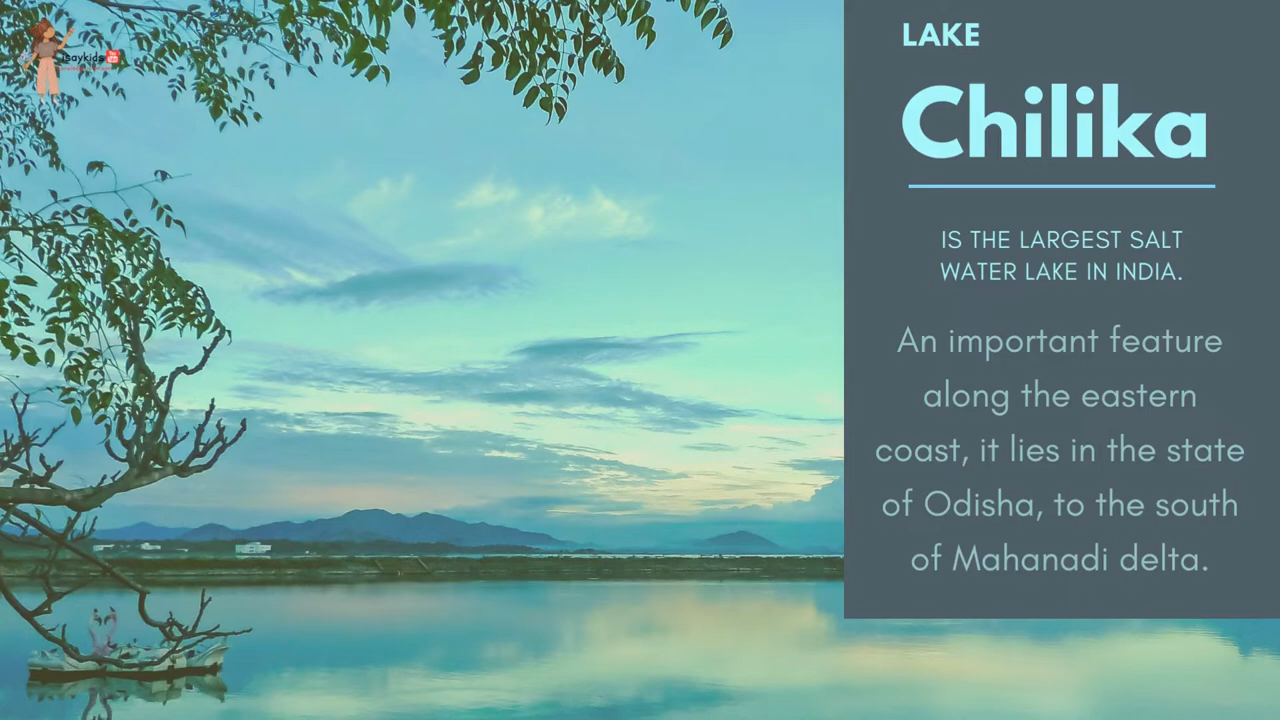 isaykids
LAKE
Chilika
IS THE LARGEST SALT
WATER LAKE IN INDIA.
An important feature
along the eastern
coast, it lies in the state
of Odisha, to the south
of Mahanadi delta.